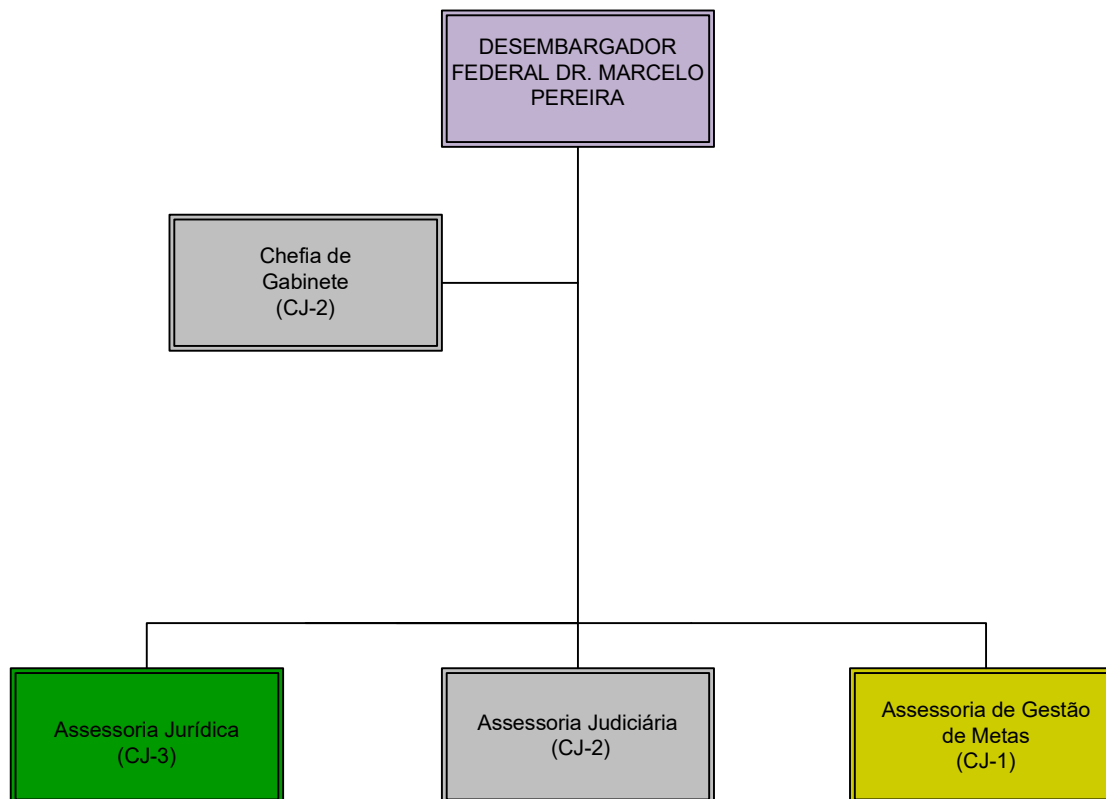 DESEMBARGADOR
FEDERAL DR. MARCELO
PEREIRA
Chefia de
Gabinete
(CJ-2)
Assessoria Jurídica
(CJ-3)
Assessoria Judiciária
(CJ-2)
Assessoria de Gestão
de Metas
(CJ-1)